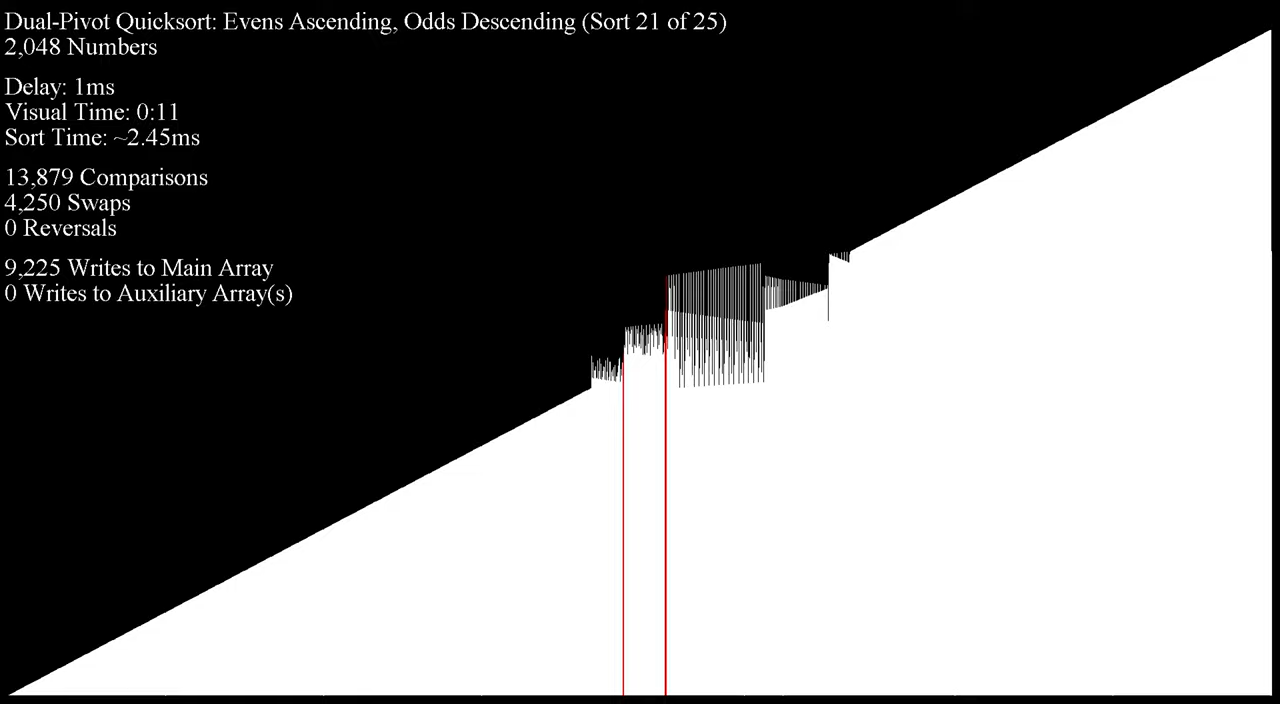 Dual-Pivot Quicksort: Evens Ascending, Odds Descending (Sort 21 of 25)
2,048 Numbers
Delay: 1ms
Visual Time: 0:11
Sort Time: ~2.45ms
13,879 Comparisons
4,250 Swaps
0 Reversals
9,225 Writes to Main Array
0 Writes to Auxiliary Array(s)